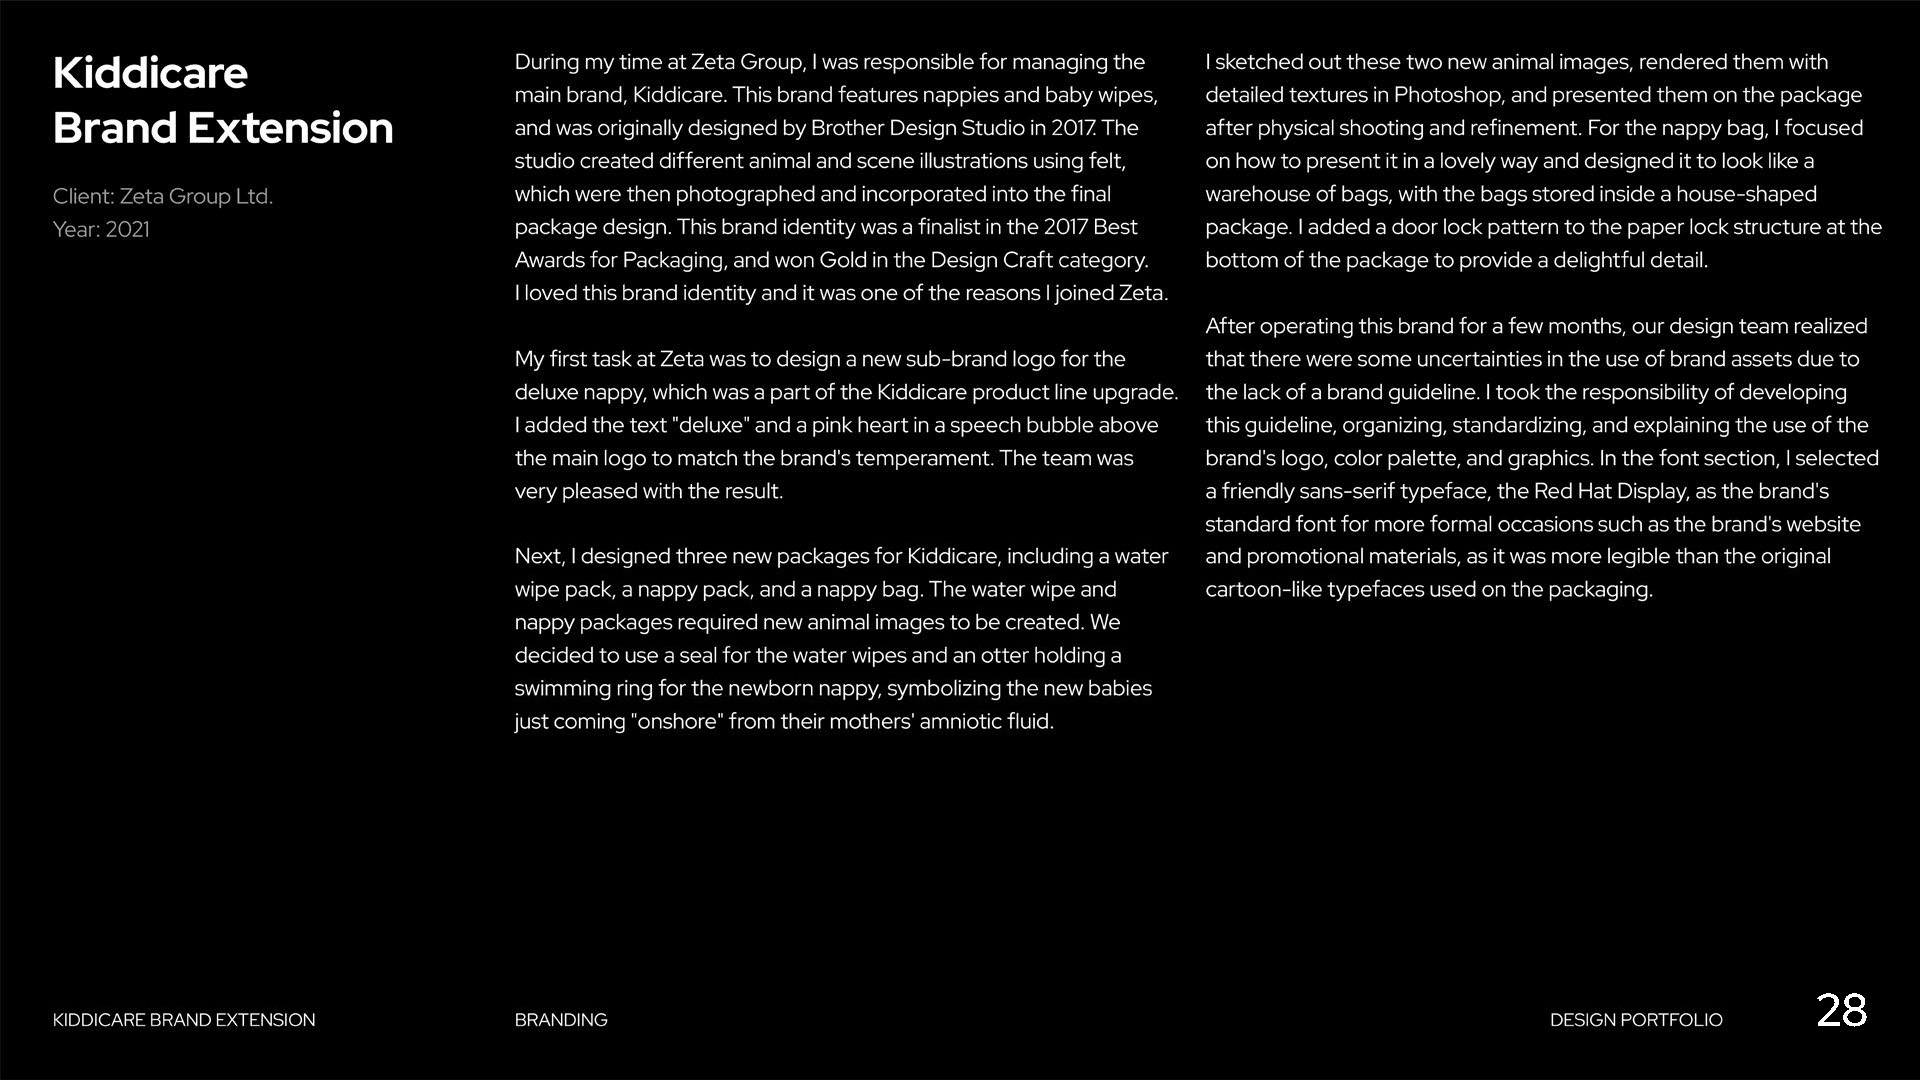 Kiddicare
Brand Extension
Client: Zeta Group Ltd.
Year: 2021
During my time at Zeta Group, I was responsible for managing the
main brand, Kiddicare. This brand features nappies and baby wipes,
and was originally designed by Brother Design Studio in 2017. The
studio created different animal and scene illustrations using felt,
which were then photographed and incorporated into the final
package design. This brand identity was a finalist in the 2017 Best
Awards for Packaging, and won Gold in the Design Craft category.
I loved this brand identity and it was one of the reasons I joined Zeta.
My first task at Zeta was to design a new sub-brand logo for the
deluxe nappy, which was a part of the Kiddicare product line upgrade.
I added the text "deluxe" and a pink heart in a speech bubble above
the main logo to match the brand's temperament. The team was
very pleased with the result.
Next, I designed three new packages for Kiddicare, including a water
wipe pack, a nappy pack, and a nappy bag. The water wipe and
nappy packages required new animal images to be created. We
decided to use a seal for the water wipes and an otter holding a
swimming ring for the newborn nappy, symbolizing the new babies
just coming "onshore" from their mothers' amniotic fluid.
I sketched out these two new animal images, rendered them with
detailed textures in Photoshop, and presented them on the package
after physical shooting and refinement. For the nappy bag, I focused
on how to present it in a lovely way and designed it to look like a
warehouse of bags, with the bags stored inside a house-shaped
package. I added a door lock pattern to the paper lock structure at the
bottom of the package to provide a delightful detail.
After operating this brand for a few months, our design team realized
that there were some uncertainties in the use of brand assets due to
the lack of a brand guideline. I took the responsibility of developing
this guideline, organizing, standardizing, and explaining the use of the
brand's logo, color palette, and graphics. In the font section, I selected
a friendly sans-serif typeface, the Red Hat Display, as the brand's
standard font for more formal occasions such as the brand's website
and promotional materials, as it was more legible than the original
cartoon-like typefaces used on the packaging.
KIDDICARE BRAND EXTENSION
BRANDING
DESIGN PORTFOLIO
28